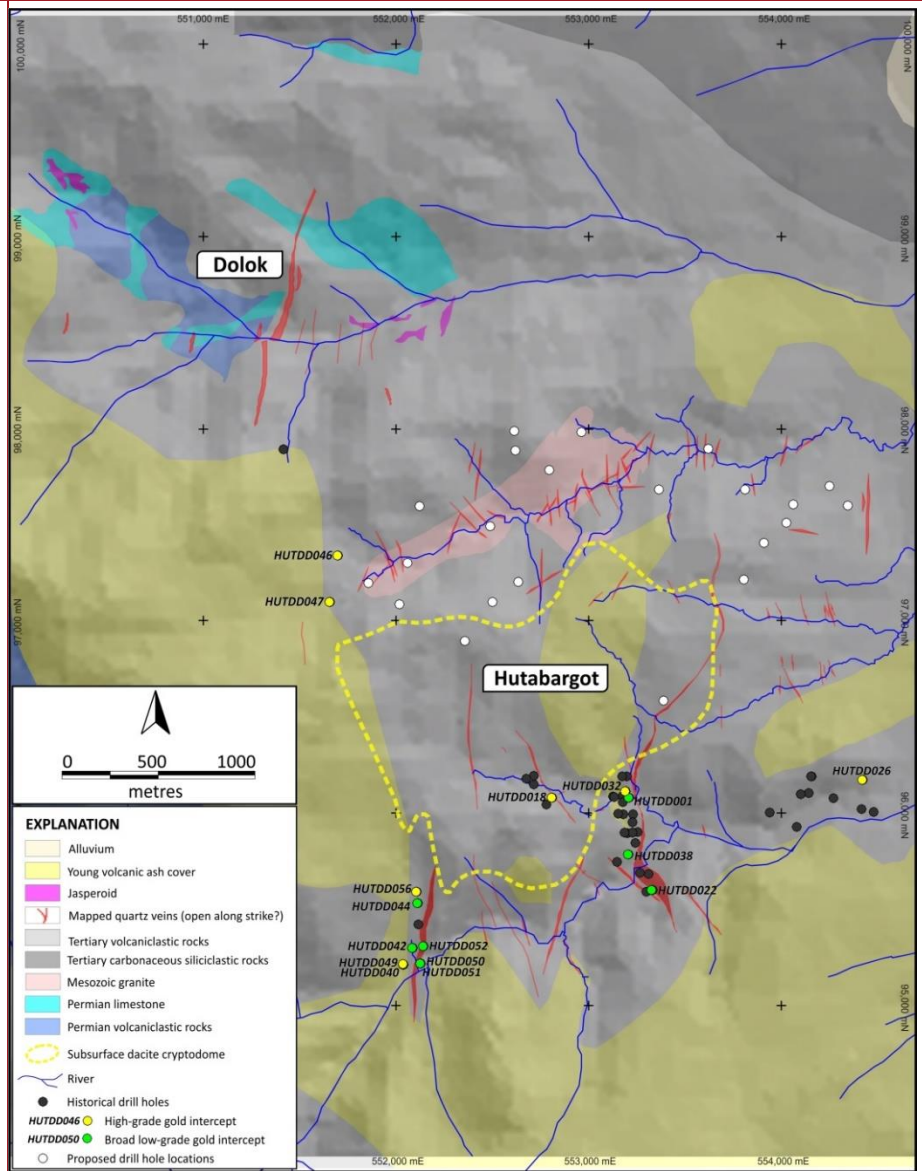 551,000 mE
552,000 mE
553,000 mE
554,000 mE
100,000 mN
100,000 mN
99,000 mN
99,000 mN
Dolok
98,000 mN
98,000 mN
HUTDD046
HUTDD047
97,000 mN
97,000 mN
Hutabargot
HUTDD026
HUTDD032
HUTDD018
HUTDD001
96,000 mN
HUTDD038
HUTDD056
HUTDD022
HUTDD044
HUTDD042
HUTDD052
HUTDD049
HUTDD050
HUTDD040
HUTDD051
95,000 mN
0 500 1000
metres
EXPLANATION
Alluvium
Young volcanic ash cover
Jasperoid
Mapped quartz veins (open along strike?)
Tertiary volcaniclastic rocks
Tertiary carbonaceous siliciclastic rocks
Mesozoic granite
Permian limestone
Permian volcaniclastic rocks
Subsurface dacite cryptodome
River
Historical drill holes
HUTDD046 High-grade gold intercept
HUTDD050 Broad low-grade gold intercept
Proposed drill hole locations
552,000 mE
553,000 mE
554,000 mE